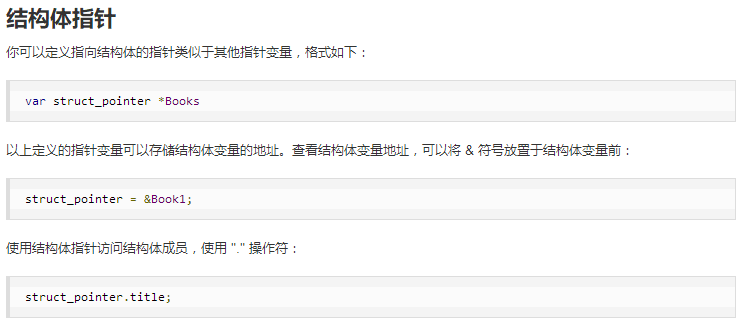 结构体指针
你可以定义指向结构体的指针类似于其他指针变量，格式如下：
var struct_pointer *Books
以上定义的指针变量可以存储结构体变量的地址。查看结构体变量地址，可以将 & 符号放置于结构体变量前：
struct_pointer = &Book1;
使用结构体指针访问结构体成员，使用 "." 操作符：
struct_pointer.title;